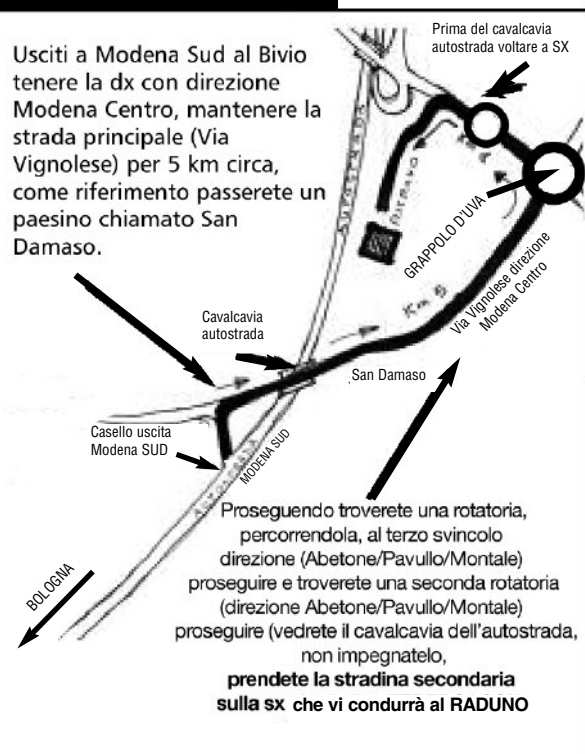 Prima del cavalcavia
autostrada voltare a SX
Usciti a Modena Sud al Bivio
tenere la dx con direzione
Modena Centro, mantenere la
strada principale (Via
Vignolese) per 5 km circa,
come riferimento passerete un
paesino chiamato San
Damaso.
AUTOSTRADA
GRAPPOLO D'UVA
Km 5
Via Vignolese direzione
Modena Centro
Cavalcavia
autostrada
San Damaso
Casello uscita
Modena SUD
AUTOSTRADA
MODENA SUD
BOLOGNA
Proseguendo troverete una rotatoria,
percorrendola, al terzo svincolo
direzione (Abetone/Pavullo/Montale)
proseguire e troverete una seconda rotatoria
(direzione Abetone/Pavullo/Montale)
proseguire (vedrete il cavalcavia dell'autostrada,
non impegnatelo,
prendete la stradina secondaria
sulla sx che vi condurrà al RADUNO